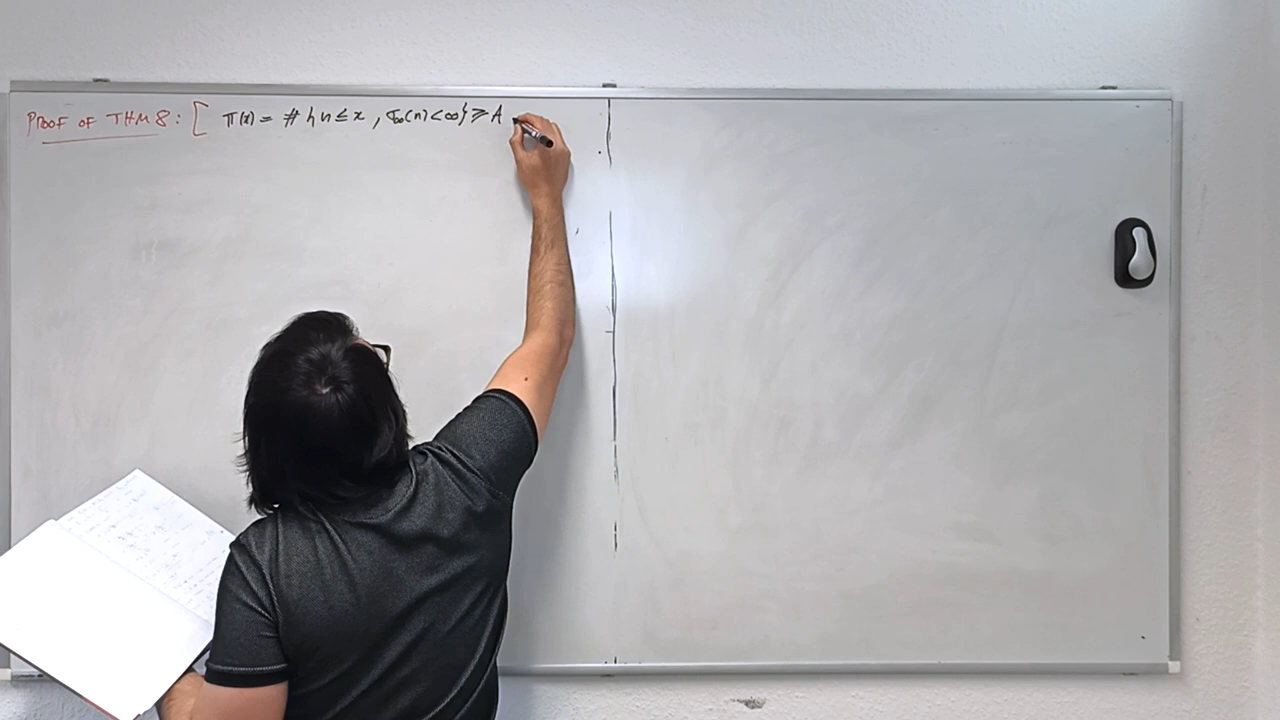 PROOF OF THM 8: [ π(x) = # { n ≤ x , σ∞(n) < ∞} ≥ A